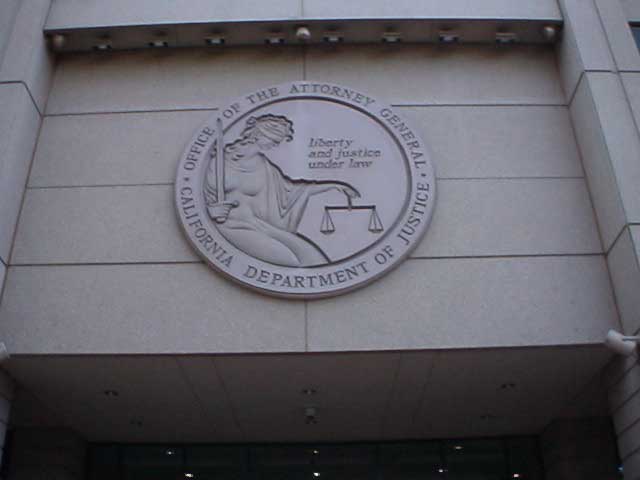 OFFICE OF THE ATTORNEY GENERAL
liberty
and justice
under law
CALIFORNIA DEPARTMENT OF JUSTICE